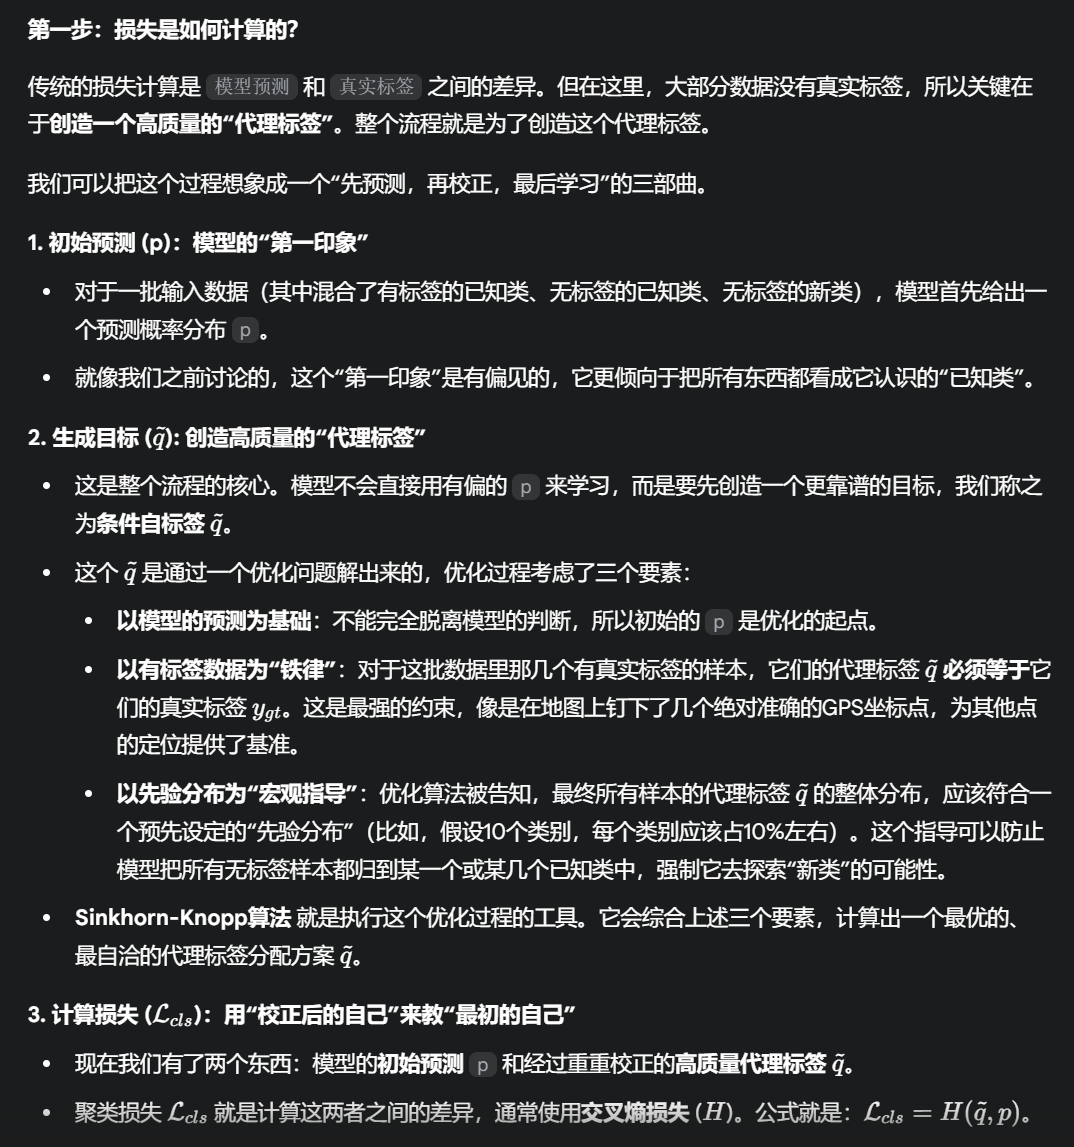 第一步：损失是如何计算的？
传统的损失计算是 模型预测 和 真实标签 之间的差异。但在这里，大部分数据没有真实标签，所以关键在
于创造一个高质量的“代理标签”。整个流程就是为了创造这个代理标签。
我们可以把这个过程想象成一个“先预测，再校正，最后学习”的三部曲。
1. 初始预测 (p)：模型的“第一印象”
• 对于一批输入数据（其中混合了有标签的已知类、无标签的已知类、无标签的新类），模型首先给出一
个预测概率分布 p 。
• 就像我们之前讨论的，这个“第一印象”是有偏见的，它更倾向于把所有东西都看成它认识的“已知类”。
2. 生成目标 (q̃): 创造高质量的“代理标签”
• 这是整个流程的核心。模型不会直接用有偏的 p 来学习，而是要先创造一个更靠谱的目标，我们称之
为条件自标签 q̃。
• 这个 q̃ 是通过一个优化问题解出来的，优化过程考虑了三个要素：
• 以模型的预测为基础：不能完全脱离模型的判断，所以初始的 p 是优化的起点。
• 以有标签数据为“铁律”：对于这批数据里那几个有真实标签的样本，它们的代理标签 q̃ 必须等于它
们的真实标签 y_gt。这是最强的约束，像是在地图上钉下了几个绝对准确的GPS坐标点，为其他点
的定位提供了基准。
• 以先验分布为“宏观指导”：优化算法被告知，最终所有样本的代理标签 q̃ 的整体分布，应该符合一
个预先设定的“先验分布”（比如，假设10个类别，每个类别应该占10%左右）。这个指导可以防止
模型把所有无标签样本都归到某一个或某几个已知类中，强制它去探索“新类”的可能性。
• Sinkhorn-Knopp算法 就是执行这个优化过程的工具。它会综合上述三个要素，计算出一个最优的、
最自洽的代理标签分配方案 q̃。
3. 计算损失 (ℒ_cls)：用“校正后的自己”来教“最初的自己”
• 现在我们有了两个东西：模型的初始预测 p 和经过重重校正的高质量代理标签 q̃。
• 聚类损失 ℒ_cls 就是计算这两者之间的差异，通常使用交叉熵损失 (H)。公式就是：ℒ_cls = H(q̃, p)。